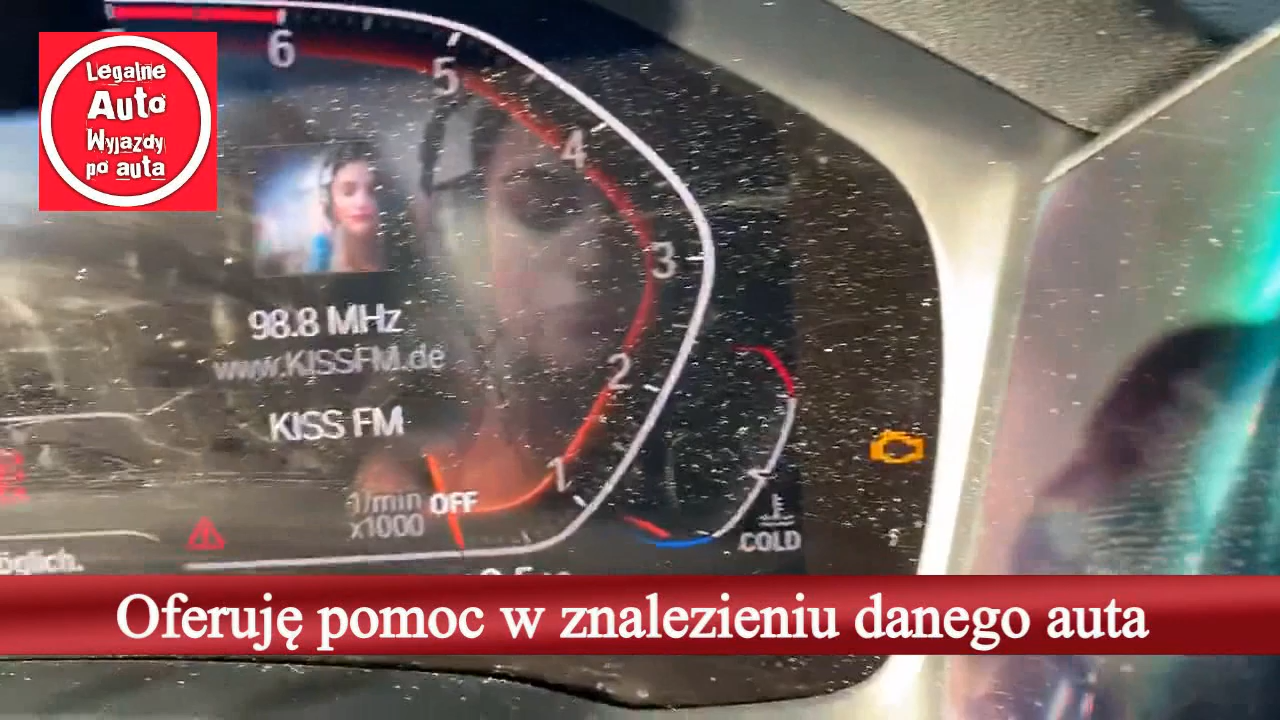 Legalne
Auto
Wyjazdy
po auta
6
5
4
3
2
1
98.8 MHz
www.KISSFM.de
KISS FM
1/min
x1000
OFF
COLD
öglich.
Oferuję pomoc w znalezieniu danego auta